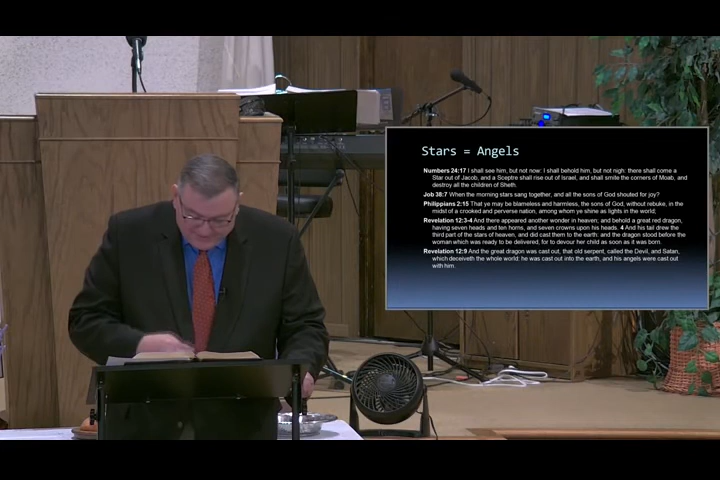 Stars = Angels
Numbers 24:17 I shall see him, but not now: I shall behold him, but not nigh: there shall come a
Star out of Jacob, and a Sceptre shall rise out of Israel, and shall smite the corners of Moab, and
destroy all the children of Sheth.
Job 38:7 When the morning stars sang together, and all the sons of God shouted for joy?
Philippians 2:15 That ye may be blameless and harmless, the sons of God, without rebuke, in the
midst of a crooked and perverse nation, among whom ye shine as lights in the world;
Revelation 12:3-4 And there appeared another wonder in heaven; and behold a great red dragon,
having seven heads and ten horns, and seven crowns upon his heads. 4 And his tail drew the
third part of the stars of heaven, and did cast them to the earth: and the dragon stood before the
woman which was ready to be delivered, for to devour her child as soon as it was born.
Revelation 12:9 And the great dragon was cast out, that old serpent, called the Devil, and Satan,
which deceiveth the whole world: he was cast out into the earth, and his angels were cast out
with him.